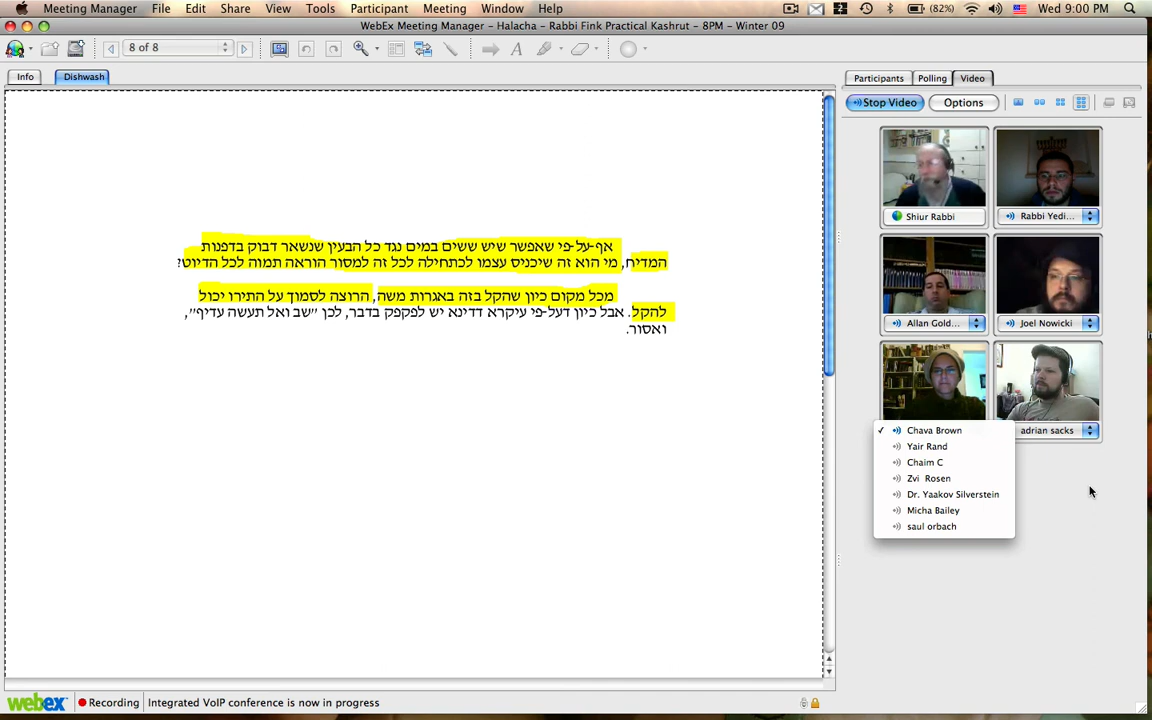 Meeting Manager File Edit Share View Tools Participant Meeting Window Help (82%) Wed 9:00 PM
WebEx Meeting Manager - Halacha - Rabbi Fink Practical Kashrut - 8PM - Winter 09
8 of 8
Info Dishwash
אף-על-פי שאפשר שיש ששים במים נגד כל הבעין שנשאר דבוק בדפנות
המדיח, מי הוא זה שיכניס עצמו לכתחילה לכל זה למסור הוראה תמוה לכל הדיוט?
מכל מקום כיון שהקל בזה באגרות משה, הרוצה לסמוך על התירו יכול
להקל. אבל כיון דעל-פי עיקרא דדינא יש לפקפק בדבר, לכן "שב ואל תעשה עדיף",
ואסור.
Participants Polling Video
Stop Video Options
Shiur Rabbi Rabbi Yedi...
Allan Gold... Joel Nowicki
Chava Brown adrian sacks
Yair Rand
Chaim C
Zvi Rosen
Dr. Yaakov Silverstein
Micha Bailey
saul orbach
webex Recording Integrated VoIP conference is now in progress